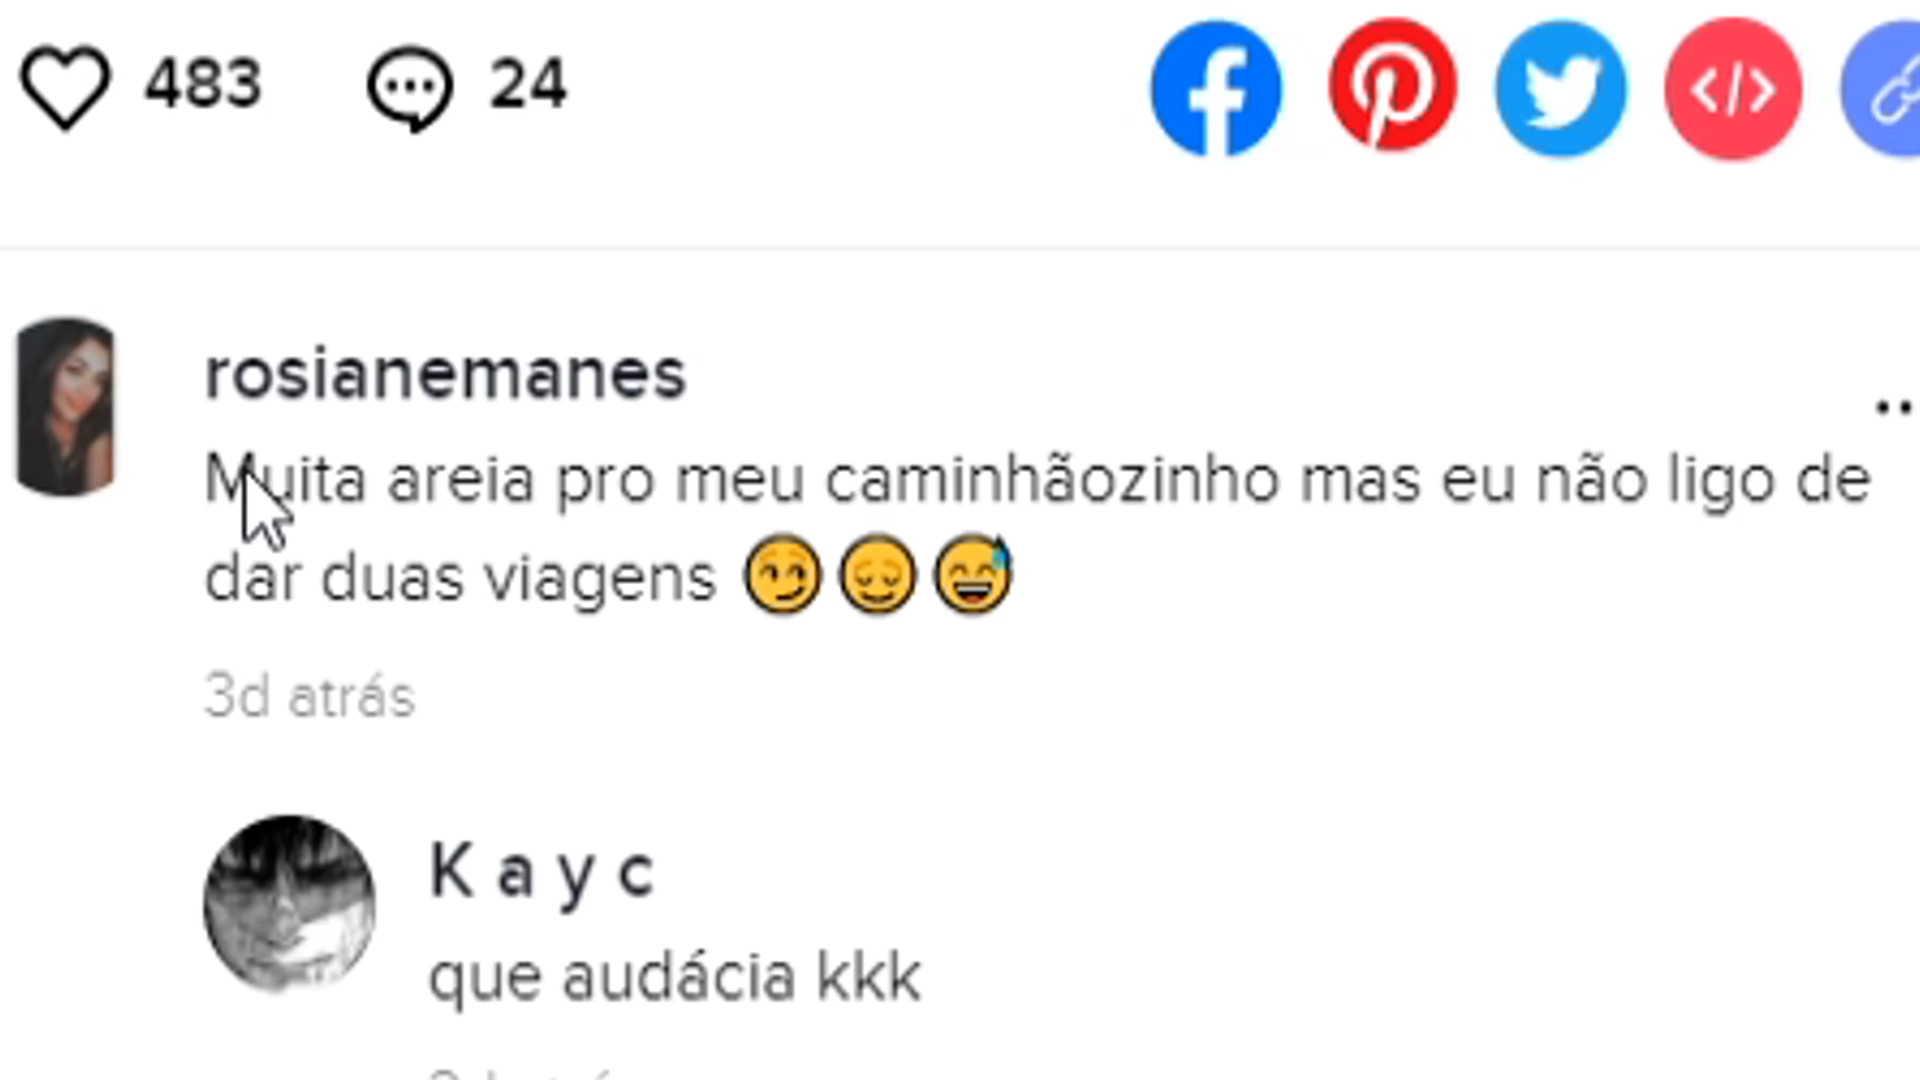 483 24
rosianemanes
Muita areia pro meu caminhãozinho mas eu não ligo de
dar duas viagens 😏😌😅
3d atrás
K a y c
que audácia kkk